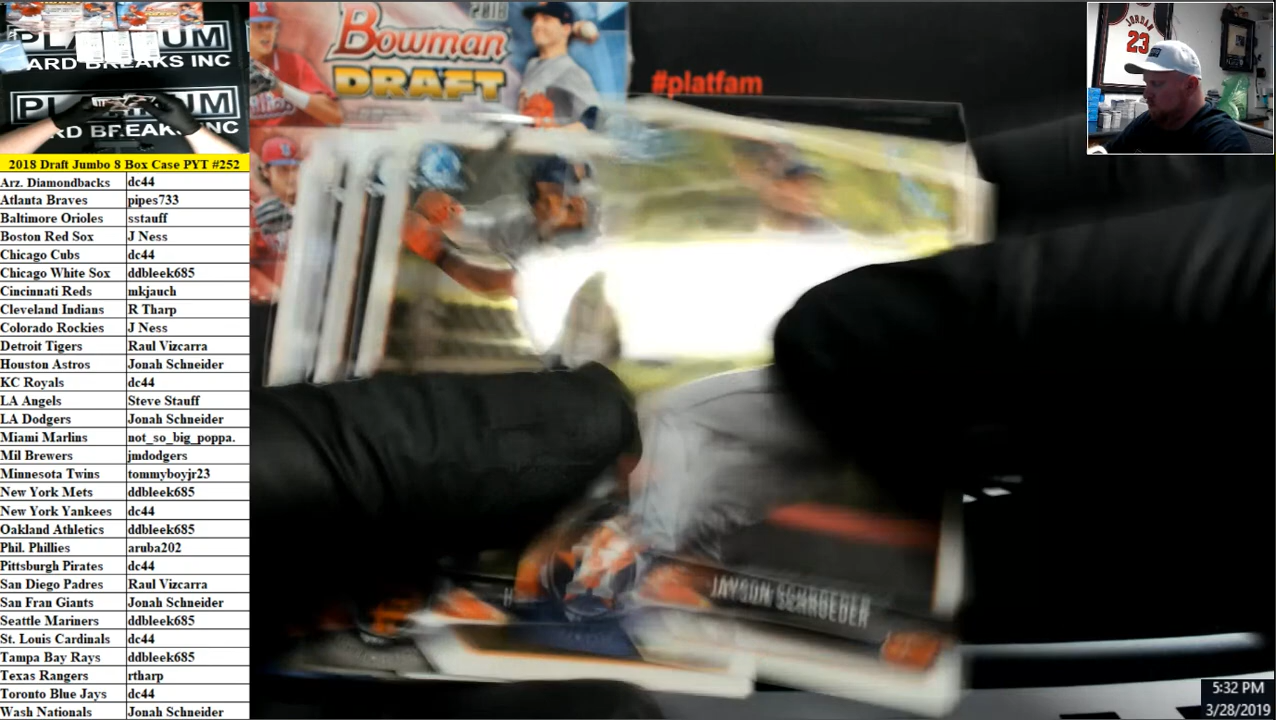 PLATINUM
ARD BREAKS INC
PLATINUM
RD BREAKS INC
2018
Bowman
DRAFT
#platfam
JORDAN
23
2018 Draft Jumbo 8 Box Case PYT #252
Arz. Diamondbacks dc44
Atlanta Braves pipes733
Baltimore Orioles sstauff
Boston Red Sox J Ness
Chicago Cubs dc44
Chicago White Sox ddbleek685
Cincinnati Reds mkjauch
Cleveland Indians R Tharp
Colorado Rockies J Ness
Detroit Tigers Raul Vizcarra
Houston Astros Jonah Schneider
KC Royals dc44
LA Angels Steve Stauff
LA Dodgers Jonah Schneider
Miami Marlins not_so_big_poppa.
Mil Brewers jmdodgers
Minnesota Twins tommyboyjr23
New York Mets ddbleek685
New York Yankees dc44
Oakland Athletics ddbleek685
Phil. Phillies aruba202
Pittsburgh Pirates dc44
San Diego Padres Raul Vizcarra
San Fran Giants Jonah Schneider
Seattle Mariners ddbleek685
St. Louis Cardinals dc44
Tampa Bay Rays ddbleek685
Texas Rangers rtharp
Toronto Blue Jays dc44
Wash Nationals Jonah Schneider
JAYSON SCHROEDER
5:32 PM
3/28/2019